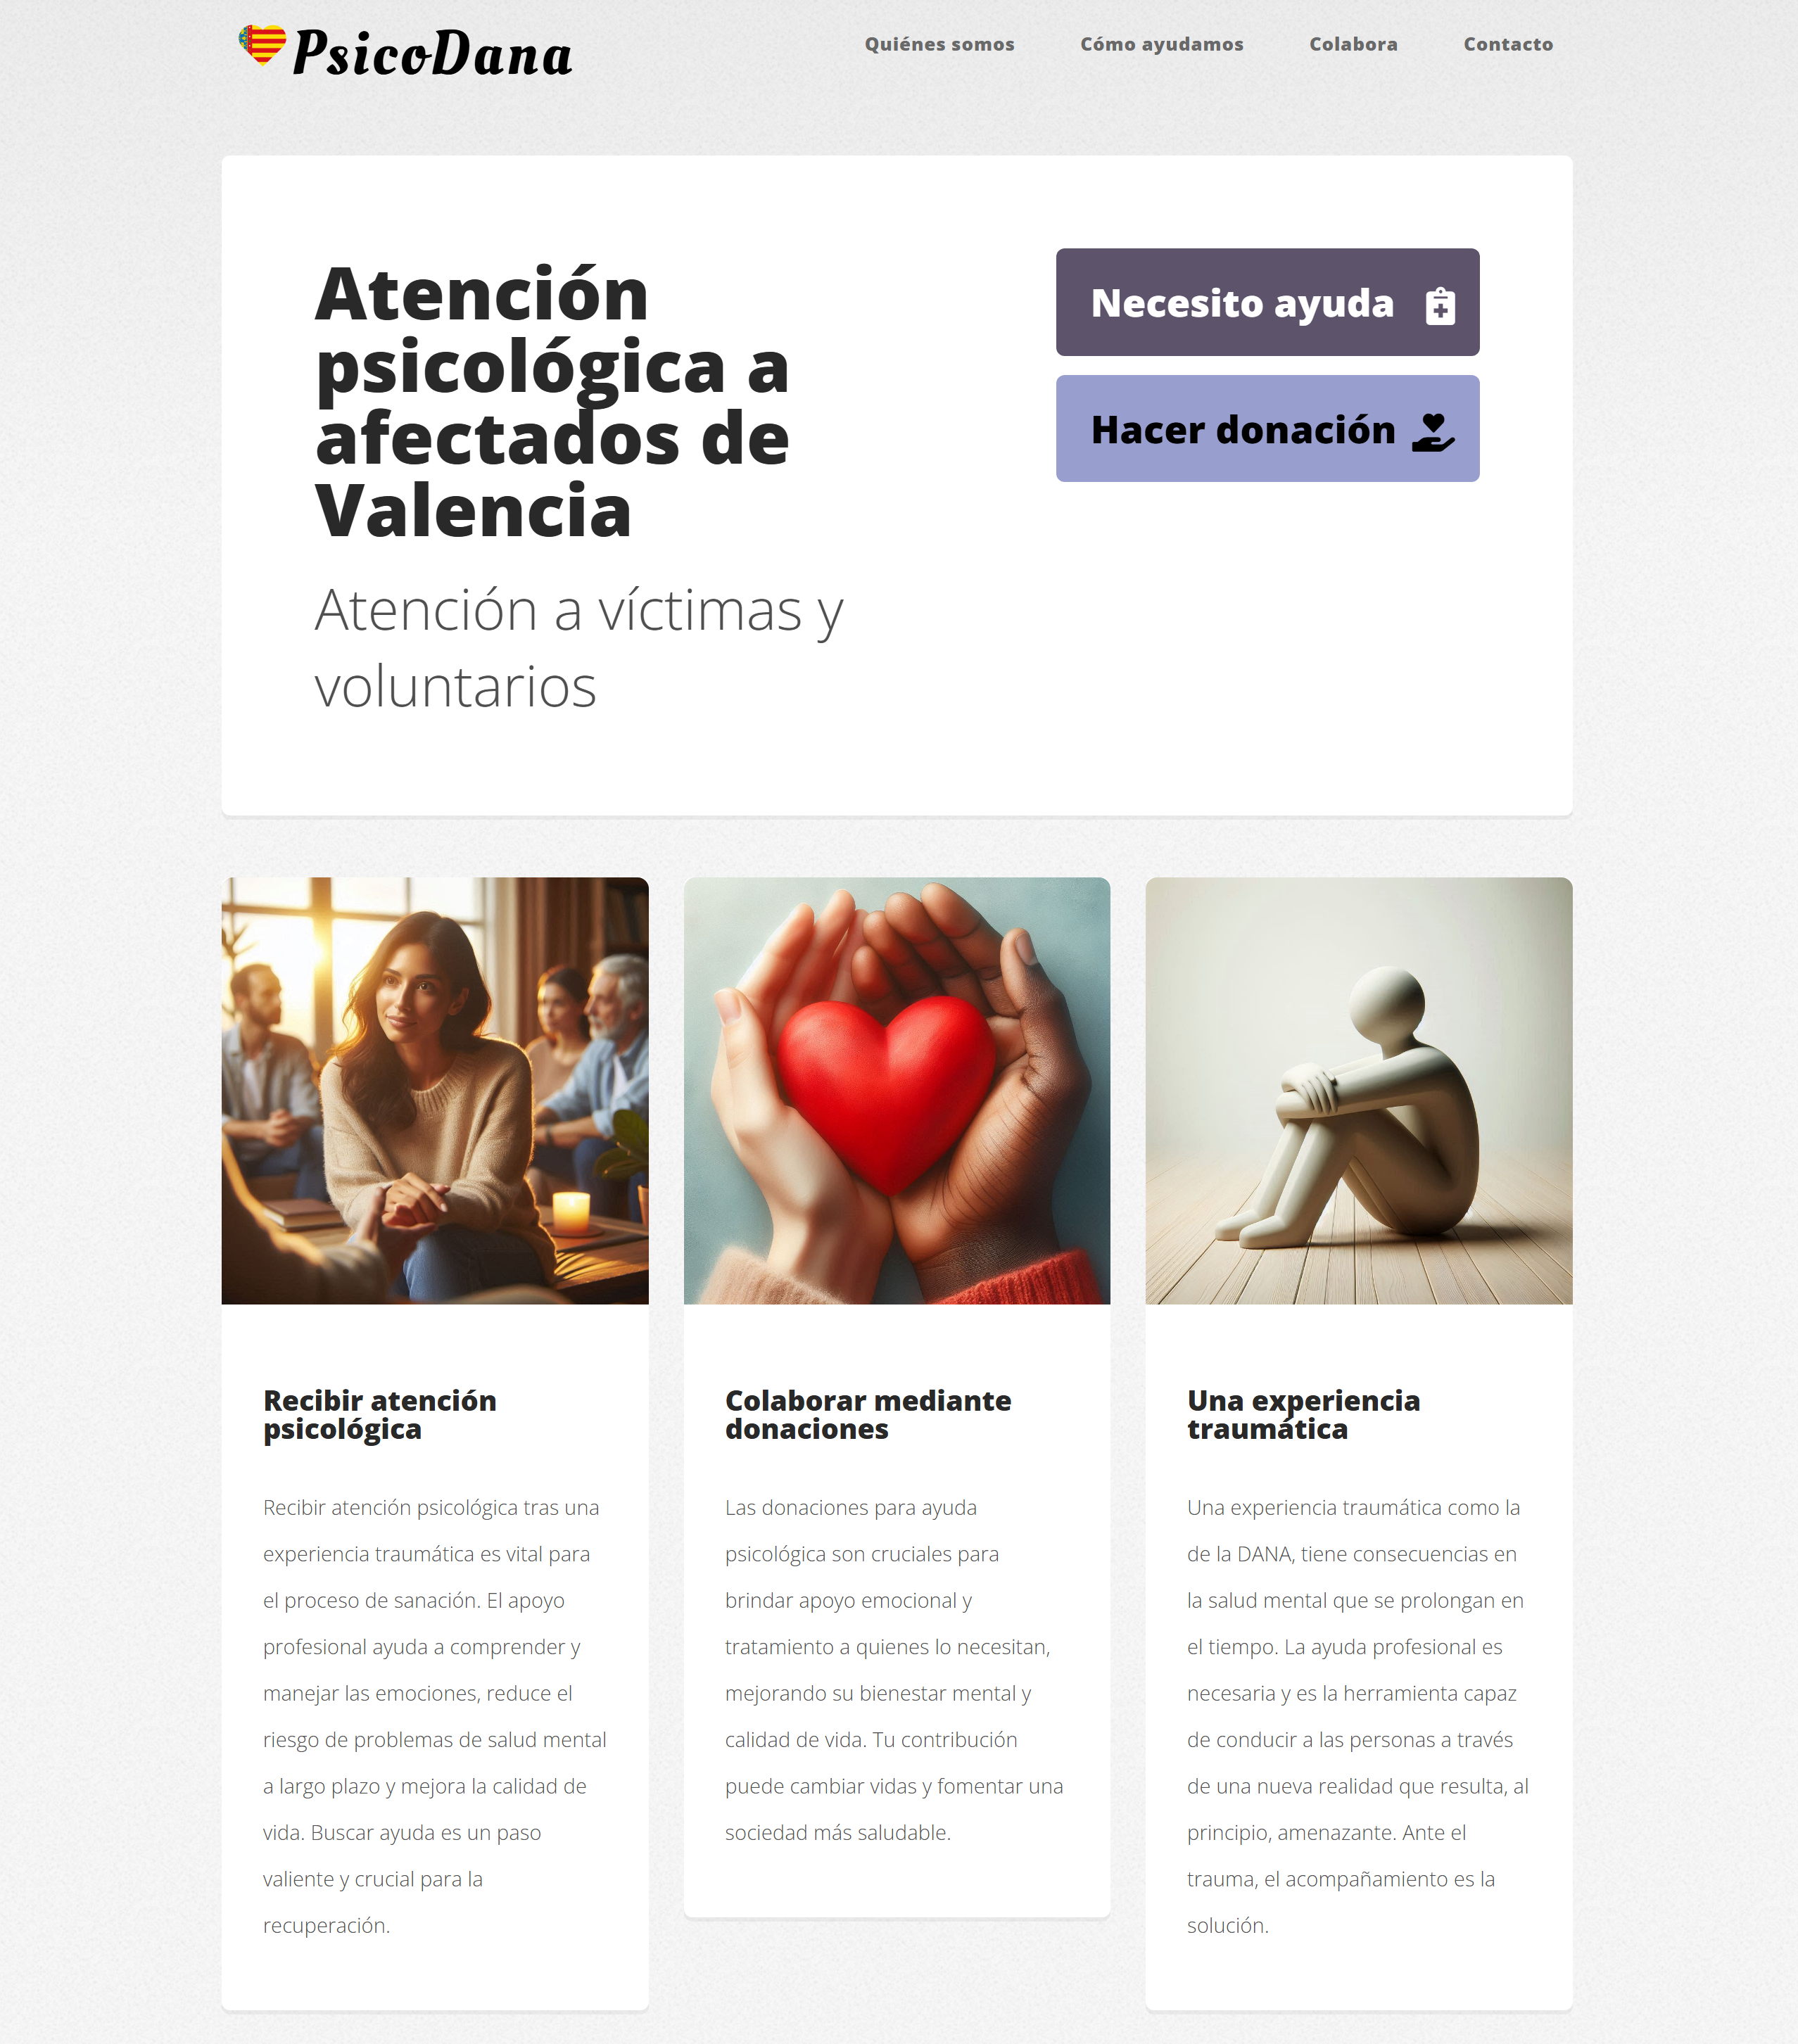 PsicoDana
Quiénes somos
Cómo ayudamos
Colabora
Contacto
Atención
psicológica a
afectados de
Valencia
Atención a víctimas y
voluntarios
Necesito ayuda
Hacer donación
Recibir atención
psicológica
Recibir atención psicológica tras una
experiencia traumática es vital para
el proceso de sanación. El apoyo
profesional ayuda a comprender y
manejar las emociones, reduce el
riesgo de problemas de salud mental
a largo plazo y mejora la calidad de
vida. Buscar ayuda es un paso
valiente y crucial para la
recuperación.
Colaborar mediante
donaciones
Las donaciones para ayuda
psicológica son cruciales para
brindar apoyo emocional y
tratamiento a quienes lo necesitan,
mejorando su bienestar mental y
calidad de vida. Tu contribución
puede cambiar vidas y fomentar una
sociedad más saludable.
Una experiencia
traumática
Una experiencia traumática como la
de la DANA, tiene consecuencias en
la salud mental que se prolongan en
el tiempo. La ayuda profesional es
necesaria y es la herramienta capaz
de conducir a las personas a través
de una nueva realidad que resulta, al
principio, amenazante. Ante el
trauma, el acompañamiento es la
solución.